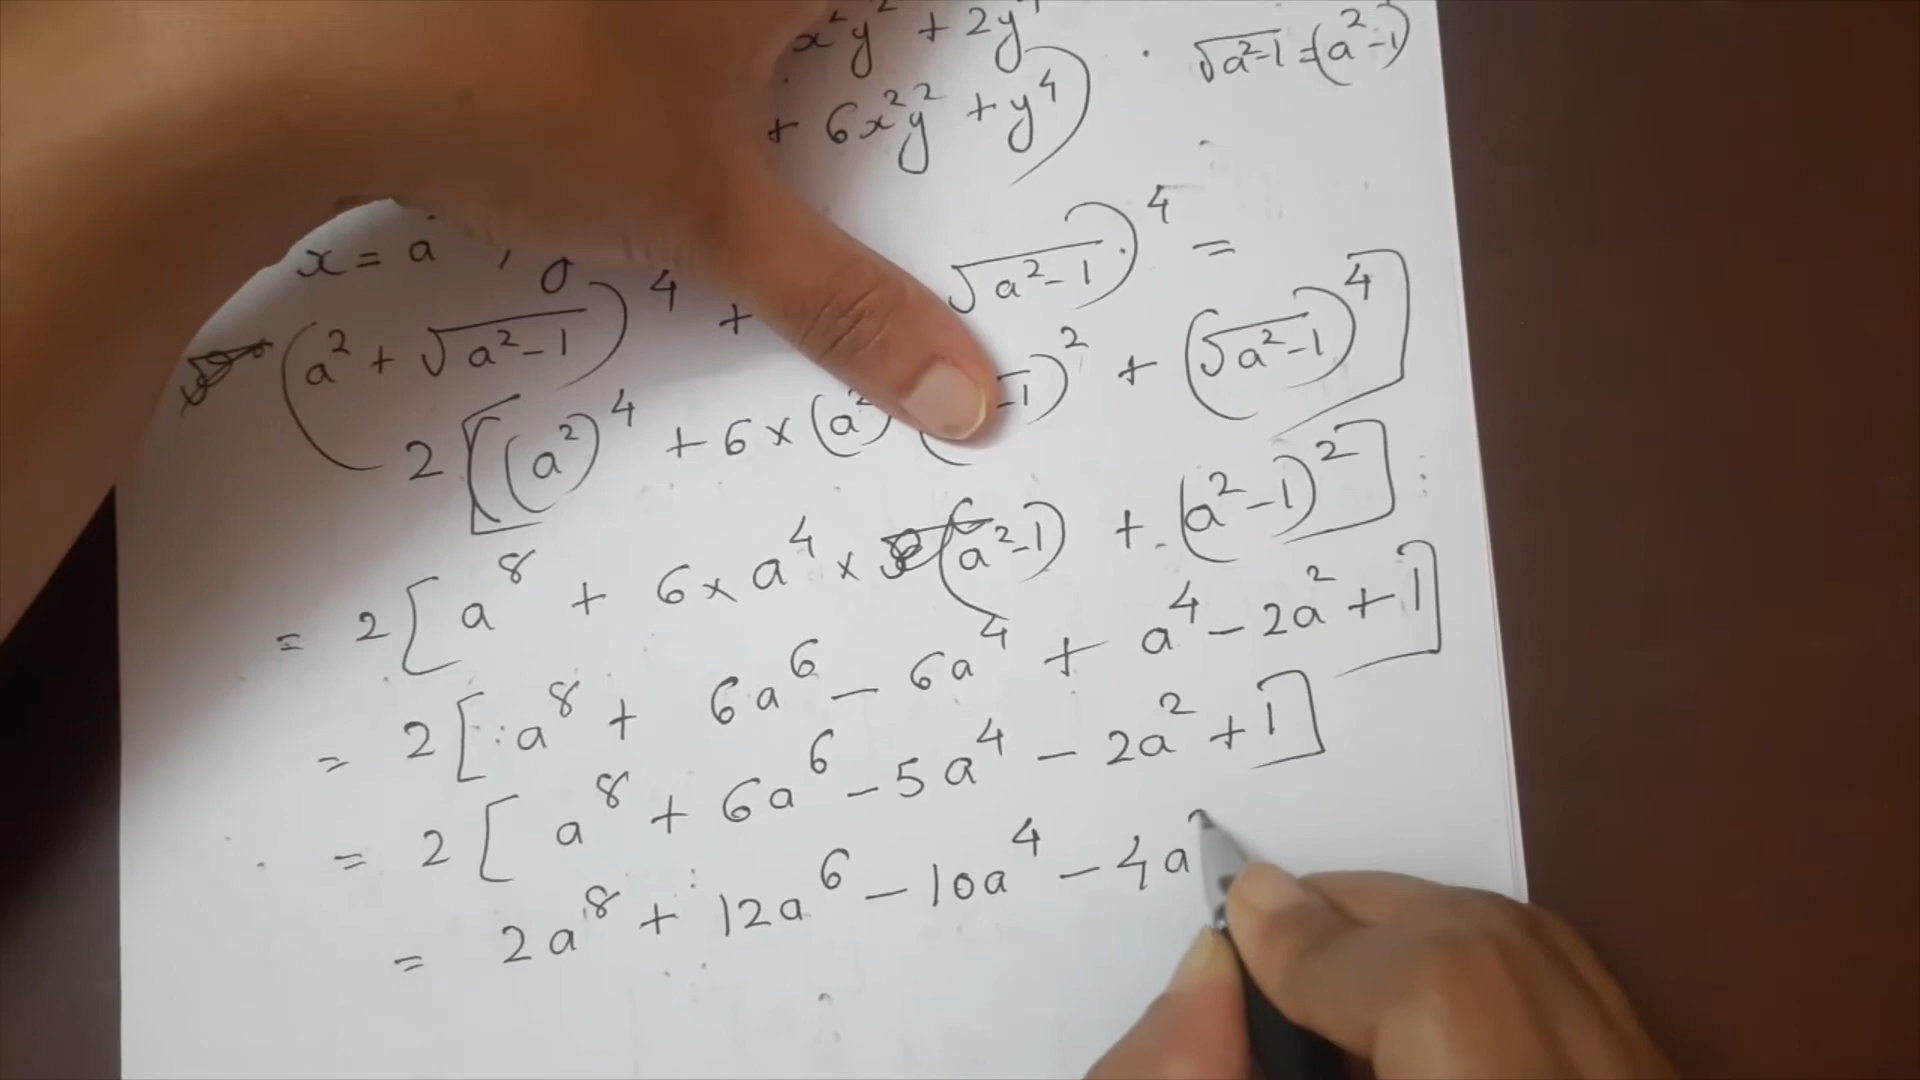 x²y² + 2y⁴
√a²-1 = (a²-1)
+ 6x²y² + y⁴)
x = a ,
(a² + √a²-1)⁴ + √a²-1)⁴ =
2[(a²)⁴ + 6 × (a² -1)² + (√a²-1)⁴]
= 2[a⁸ + 6 × a⁴ × (a²-1) + (a²-1)²]
= 2[a⁸ + 6a⁶ - 6a⁴ + a⁴ - 2a² + 1]
= 2[a⁸ + 6a⁶ - 5a⁴ - 2a² + 1]
= 2a⁸ + 12a⁶ - 10a⁴ - 4a